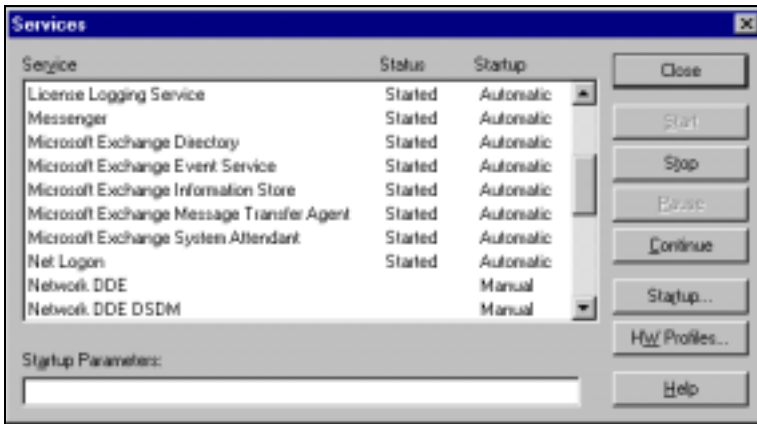 Services
Service Status Startup
License Logging Service Started Automatic
Messenger Started Automatic
Microsoft Exchange Directory Started Automatic
Microsoft Exchange Event Service Started Automatic
Microsoft Exchange Information Store Started Automatic
Microsoft Exchange Message Transfer Agent Started Automatic
Microsoft Exchange System Attendant Started Automatic
Net Logon Started Automatic
Network DDE Manual
Network DDE DSDM Manual
Startup Parameters:
Close
Start
Stop
Pause
Continue
Startup...
HW Profiles...
Help